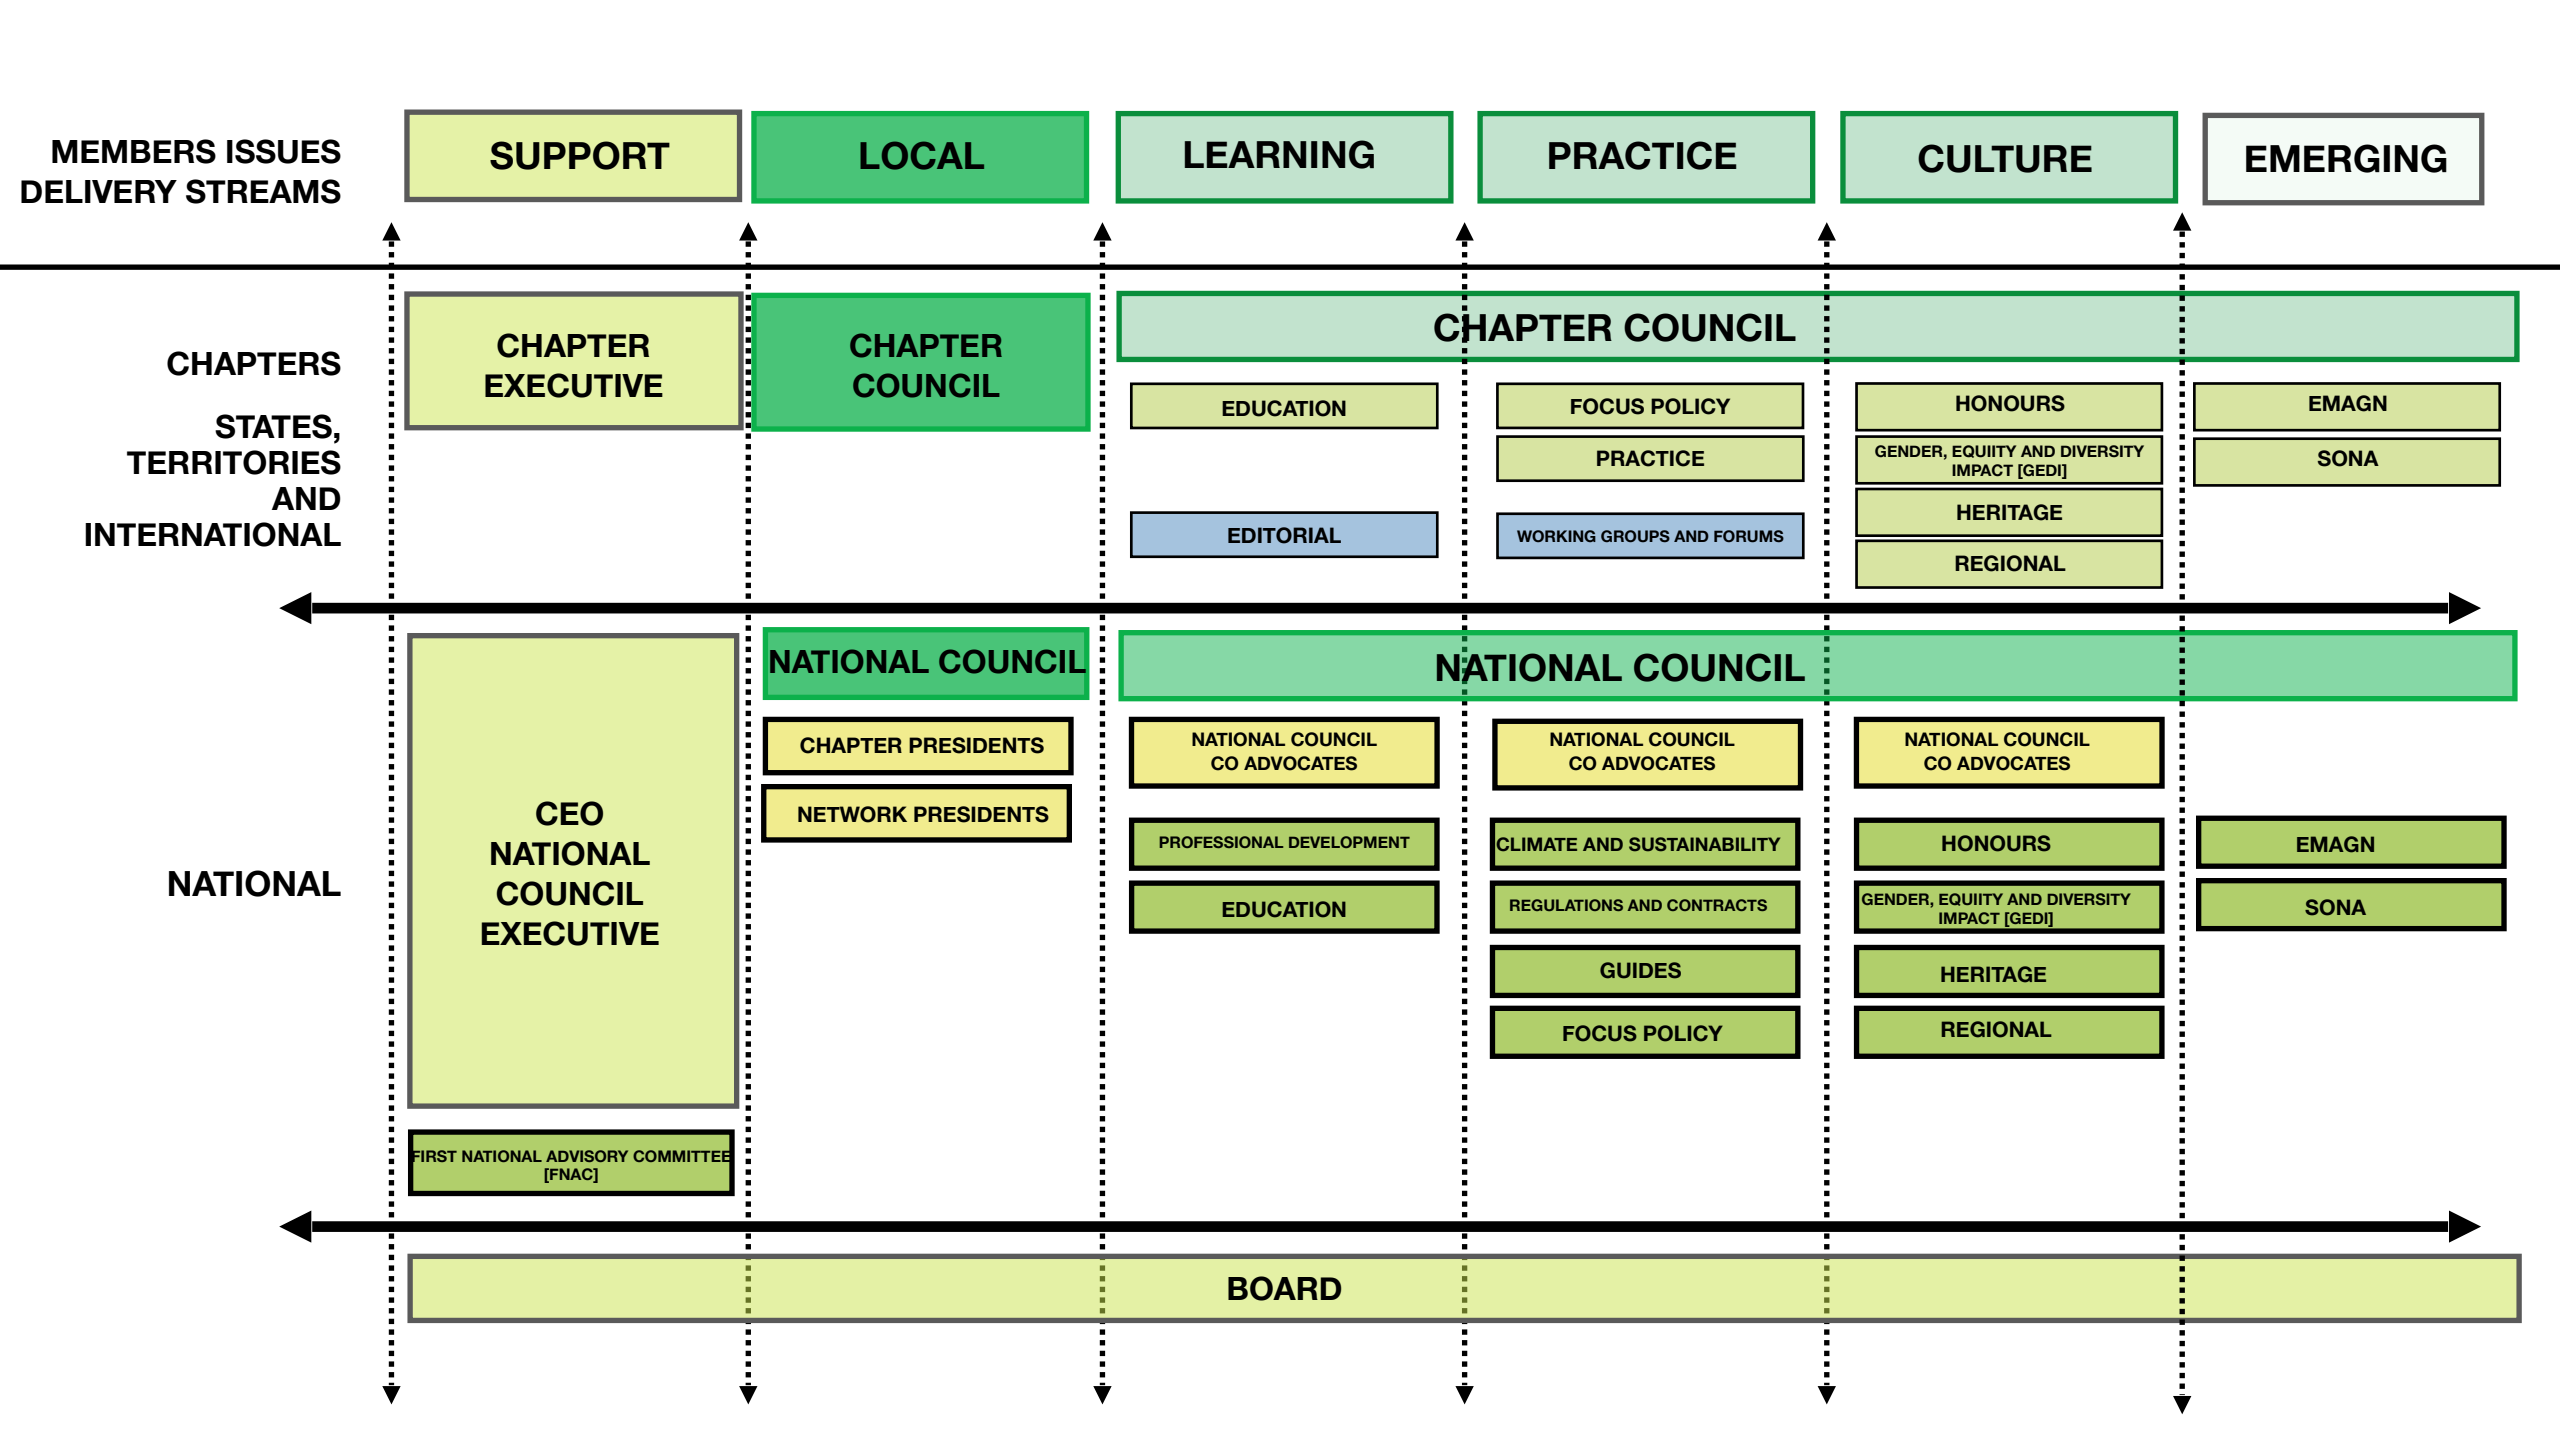 MEMBERS ISSUES
DELIVERY STREAMS
SUPPORT
LOCAL
LEARNING
PRACTICE
CULTURE
EMERGING
CHAPTERS
STATES,
TERRITORIES
AND
INTERNATIONAL
CHAPTER
EXECUTIVE
CHAPTER
COUNCIL
CHAPTER COUNCIL
EDUCATION
EDITORIAL
FOCUS POLICY
PRACTICE
WORKING GROUPS AND FORUMS
HONOURS
GENDER, EQUIITY AND DIVERSITY
IMPACT [GEDI]
HERITAGE
REGIONAL
EMAGN
SONA
NATIONAL
CEO
NATIONAL
COUNCIL
EXECUTIVE
FIRST NATIONAL ADVISORY COMMITTEE
[FNAC]
NATIONAL COUNCIL
CHAPTER PRESIDENTS
NETWORK PRESIDENTS
NATIONAL COUNCIL
NATIONAL COUNCIL
CO ADVOCATES
PROFESSIONAL DEVELOPMENT
EDUCATION
NATIONAL COUNCIL
CO ADVOCATES
CLIMATE AND SUSTAINABILITY
REGULATIONS AND CONTRACTS
GUIDES
FOCUS POLICY
NATIONAL COUNCIL
CO ADVOCATES
HONOURS
GENDER, EQUIITY AND DIVERSITY
IMPACT [GEDI]
HERITAGE
REGIONAL
EMAGN
SONA
BOARD